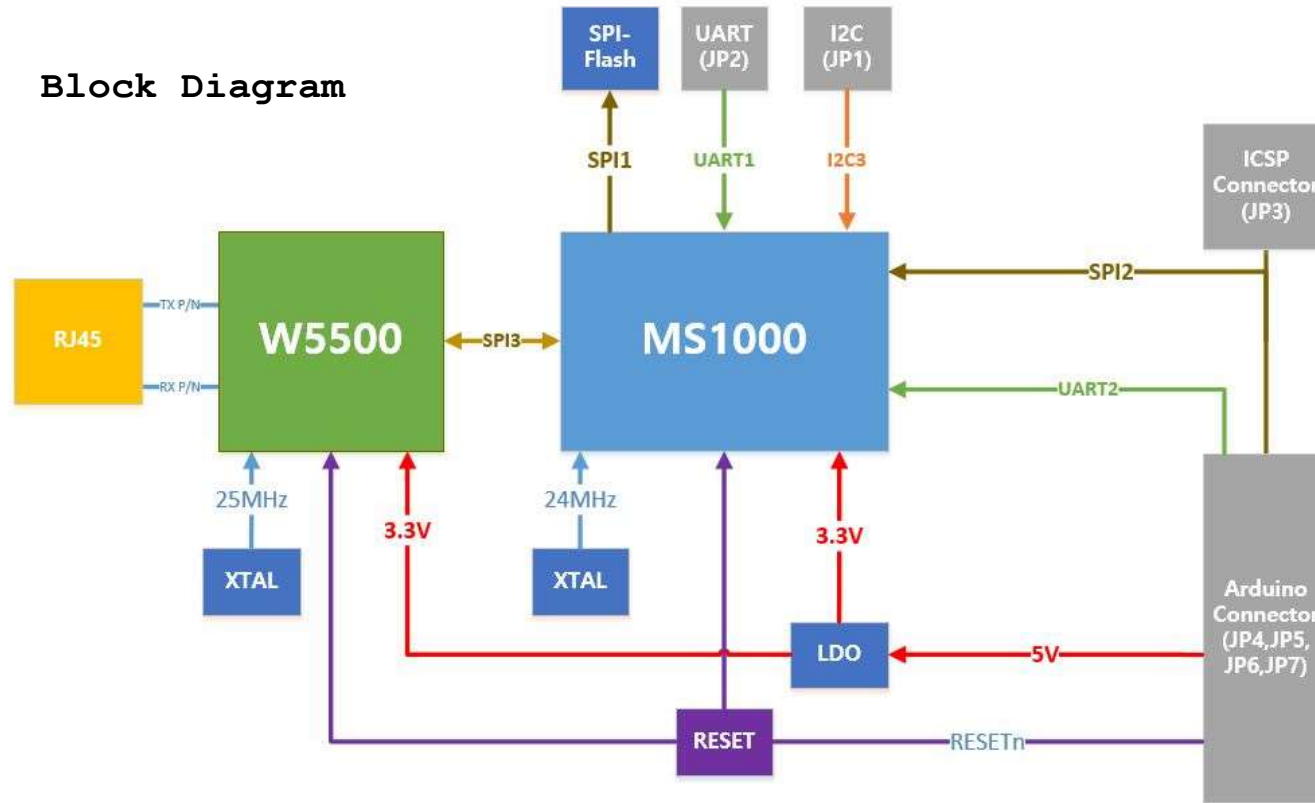 Block Diagram
SPI-
Flash
UART
(JP2)
I2C
(JP1)
SPI1
UART1
I2C3
ICSP
Connector
(JP3)
SPI2
RJ45
TX P/N
RX P/N
W5500
SPI3
MS1000
UART2
25MHz
3.3V
24MHz
3.3V
XTAL
XTAL
Arduino
Connector
(JP4,JP5,
JP6,JP7)
LDO
5V
RESET
RESETn